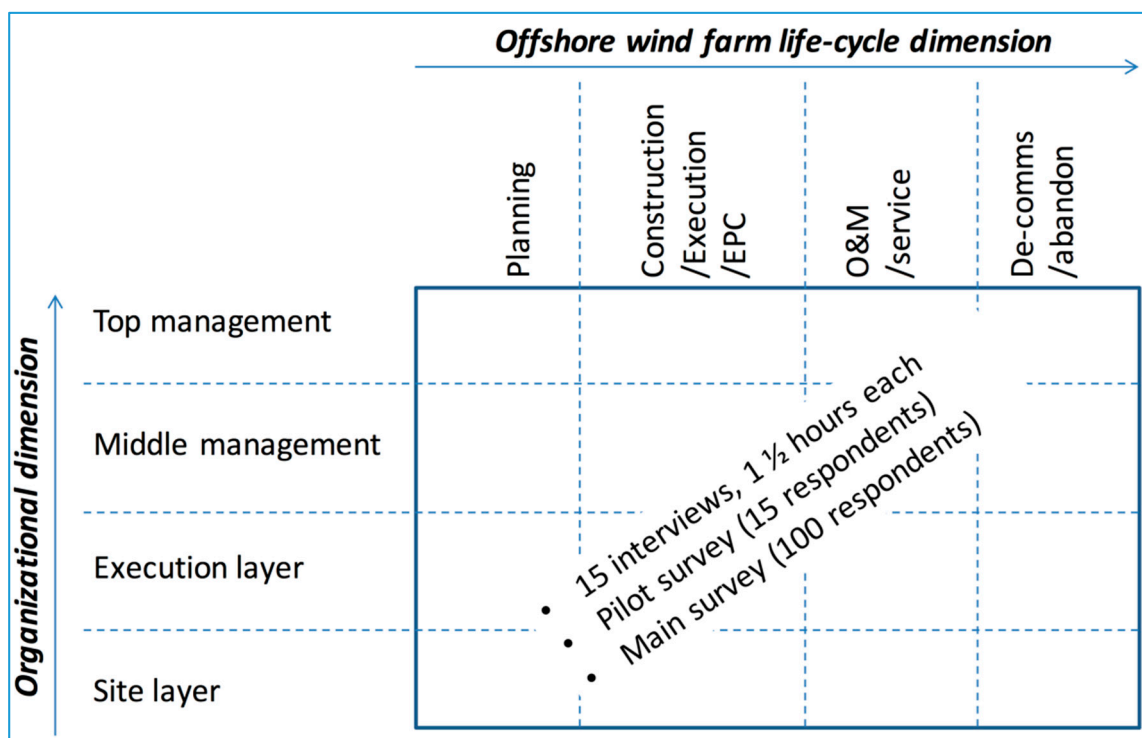 Offshore wind farm life-cycle dimension
Planning
Construction
/Execution
/EPC
O&M
/service
De-comms
/abandon
Organizational dimension
Top management
Middle management
Execution layer
Site layer
• 15 interviews, 1 ½ hours each
• Pilot survey (15 respondents)
• Main survey (100 respondents)